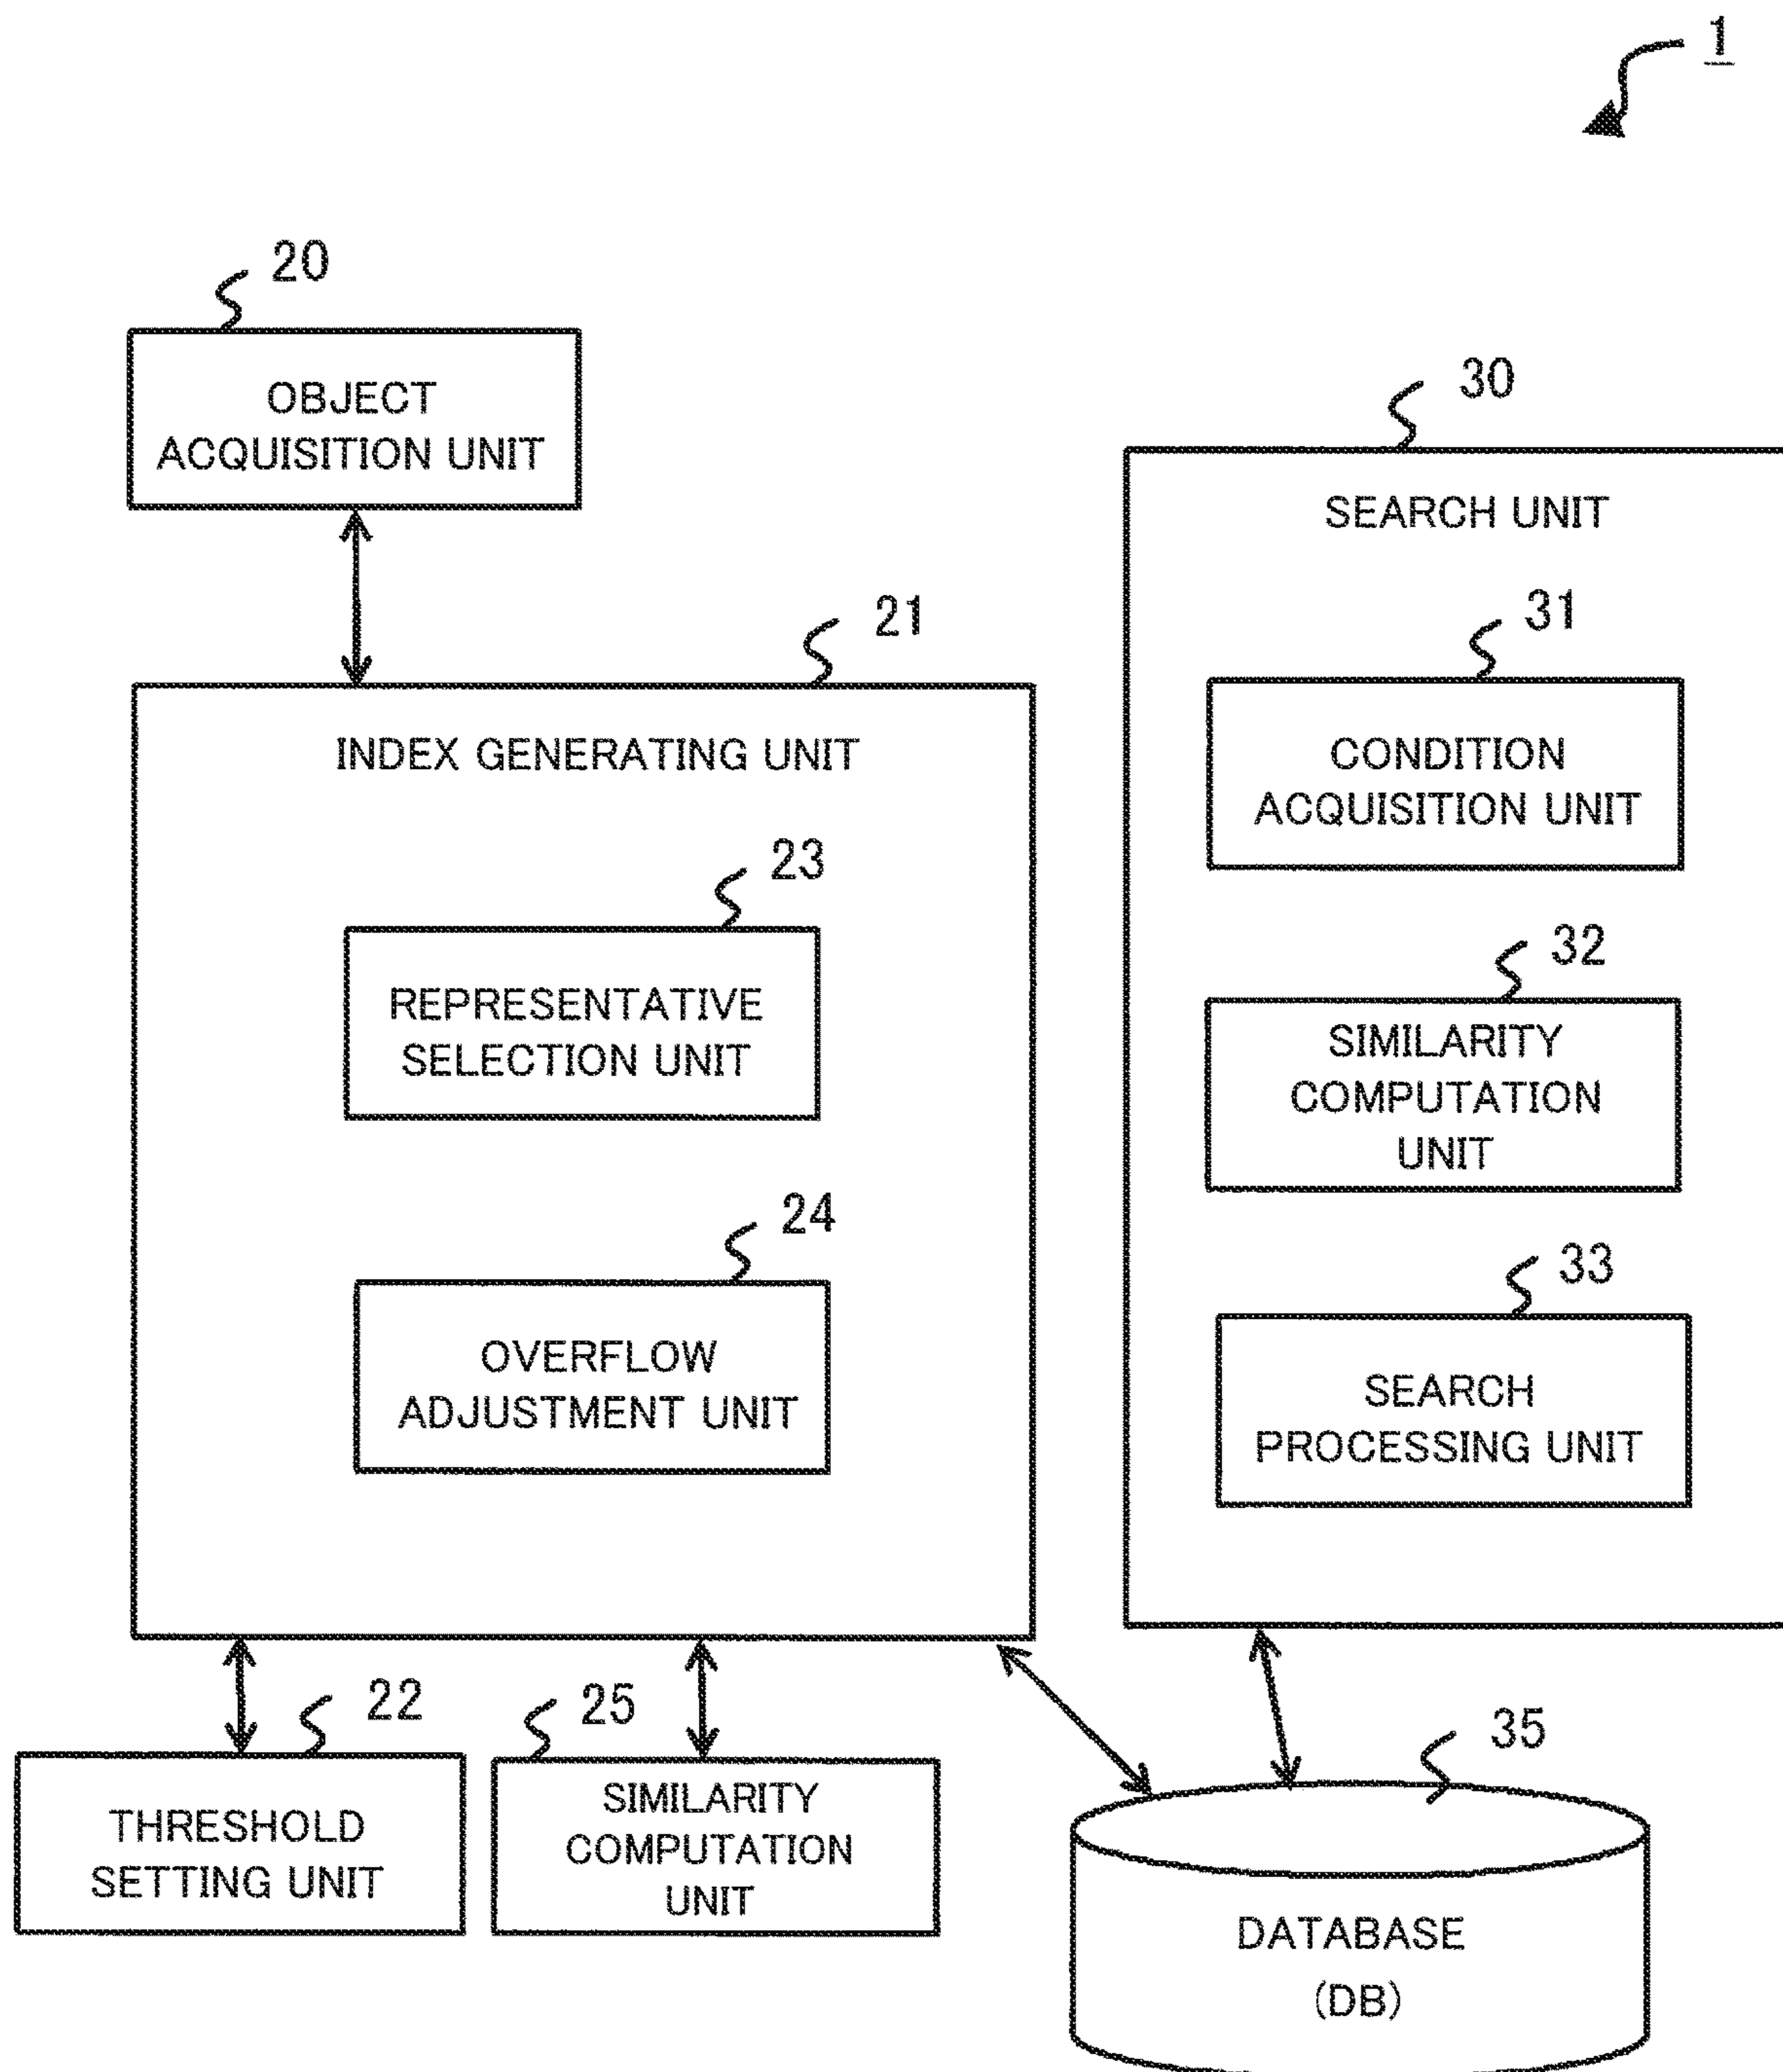 1
20
OBJECT
ACQUISITION UNIT
30
SEARCH UNIT
21
INDEX GENERATING UNIT
31
CONDITION
ACQUISITION UNIT
23
REPRESENTATIVE
SELECTION UNIT
32
SIMILARITY
COMPUTATION
UNIT
24
OVERFLOW
ADJUSTMENT UNIT
33
SEARCH
PROCESSING UNIT
22
THRESHOLD
SETTING UNIT
25
SIMILARITY
COMPUTATION
UNIT
35
DATABASE
(DB)